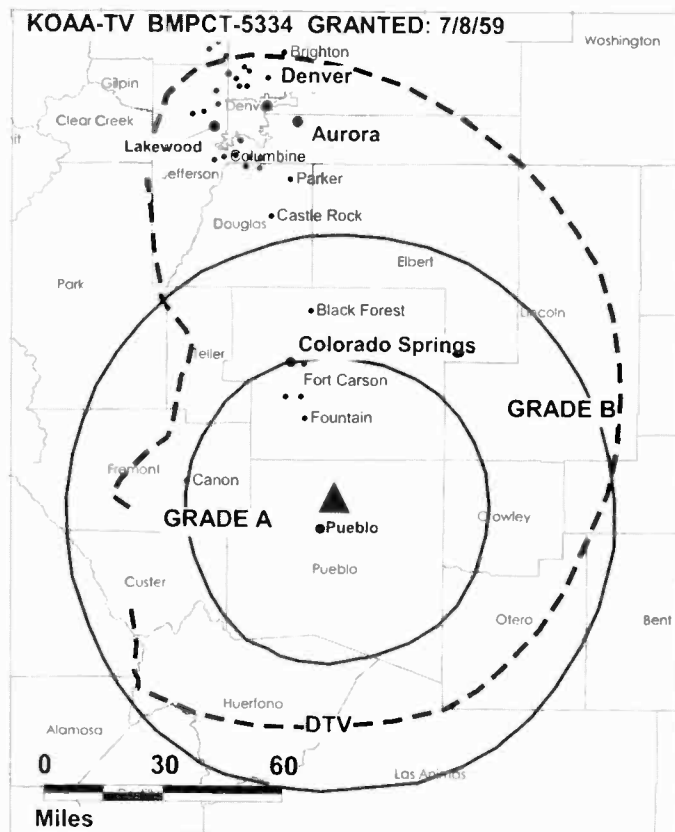 KOAA-TV BMPCT-5334 GRANTED: 7/8/59
Washington
Brighton
Gilpin
Denver
Denv
Clear Creek
Aurora
Lakewood
Columbine
Jefferson
Parker
Castle Rock
Douglas
Elbert
Park
Black Forest
Lincoln
Colorado Springs
Teller
Fort Carson
GRADE B
Fountain
Fremont
Canon
GRADE A
Crowley
Pueblo
Pueblo
Custer
Otero
Bent
Huerfono
DTV
Alamosa
0 30 60
Las Animas
Miles